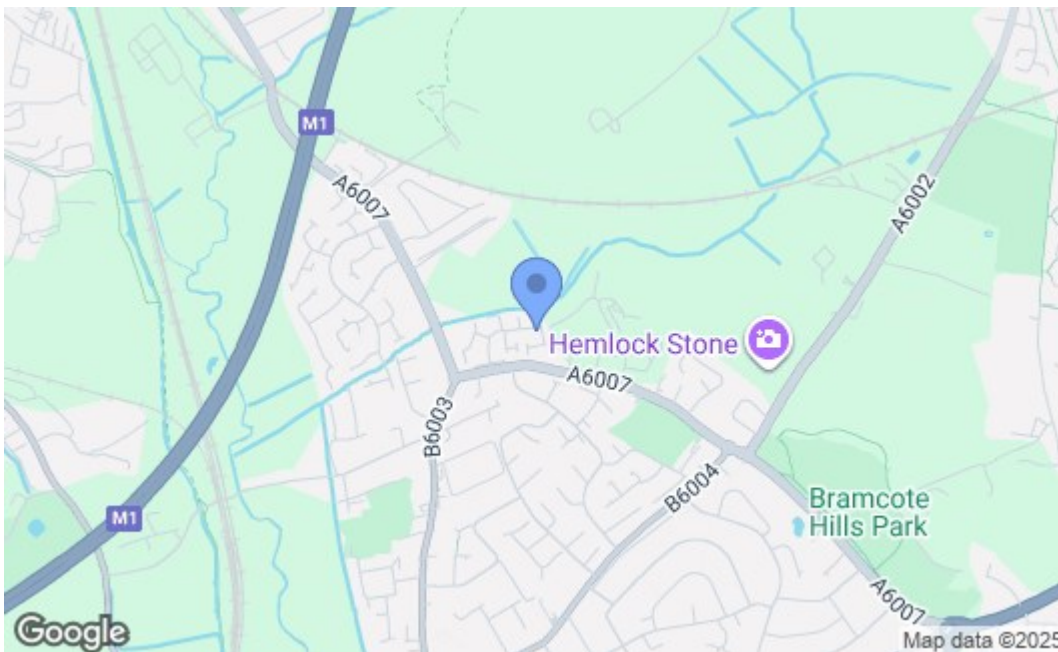 M1
A6007
A6002
Hemlock Stone
A6007
B6003
B6004
Bramcote
Hills Park
M1
A6007
Google
Map data ©2025